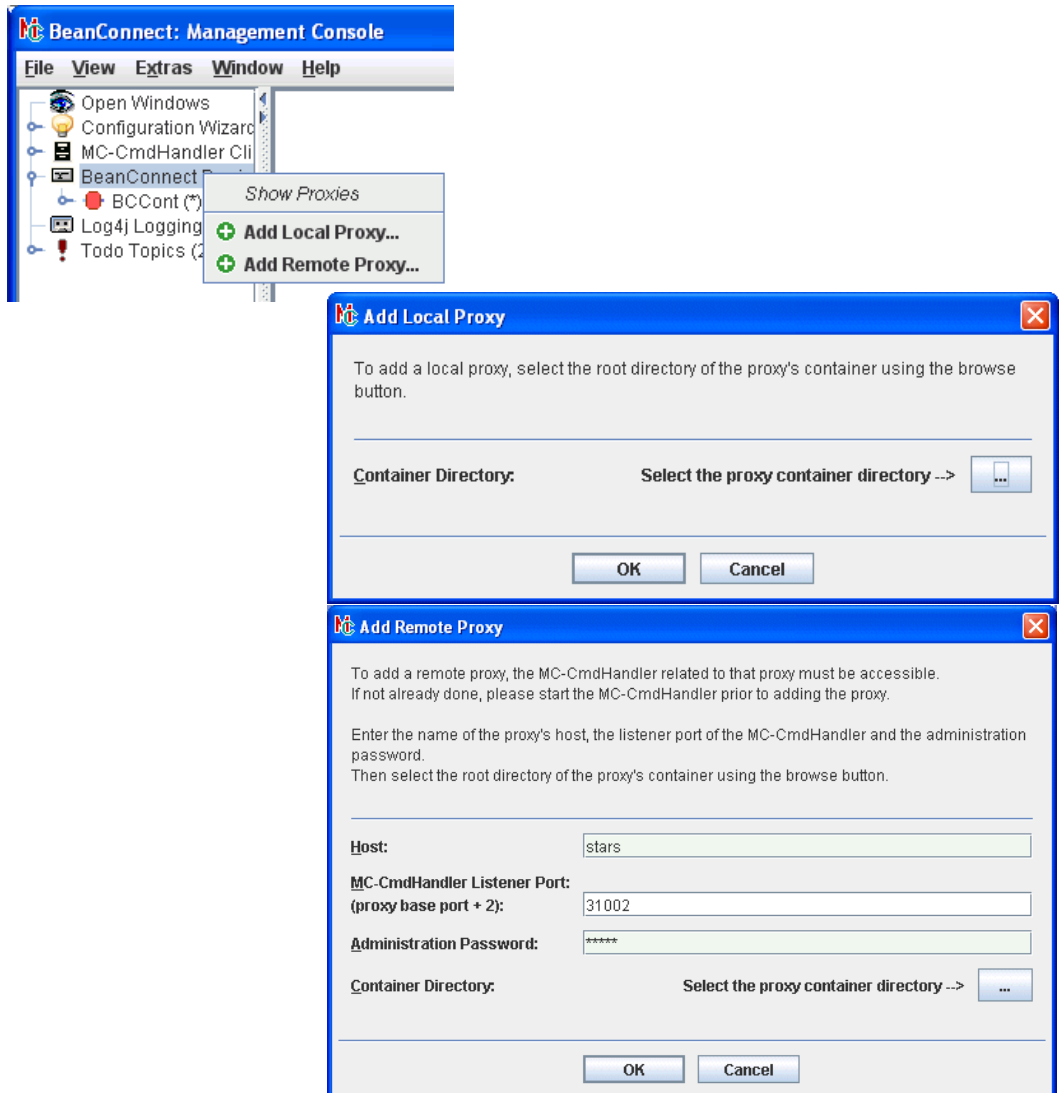 BeanConnect: Management Console
File View Extras Window Help
Open Windows
Configuration Wizard
MC-CmdHandler Cli
BeanConnect
BCCont (*)
Log4j Logging
Todo Topics (2
Show Proxies
Add Local Proxy...
Add Remote Proxy...
Add Local Proxy
To add a local proxy, select the root directory of the proxy's container using the browse
button.
Container Directory: Select the proxy container directory --> ...
OK Cancel
Add Remote Proxy
To add a remote proxy, the MC-CmdHandler related to that proxy must be accessible.
If not already done, please start the MC-CmdHandler prior to adding the proxy.
Enter the name of the proxy's host, the listener port of the MC-CmdHandler and the administration
password.
Then select the root directory of the proxy's container using the browse button.
Host: stars
MC-CmdHandler Listener Port:
(proxy base port + 2): 31002
Administration Password: *****
Container Directory: Select the proxy container directory --> ...
OK Cancel